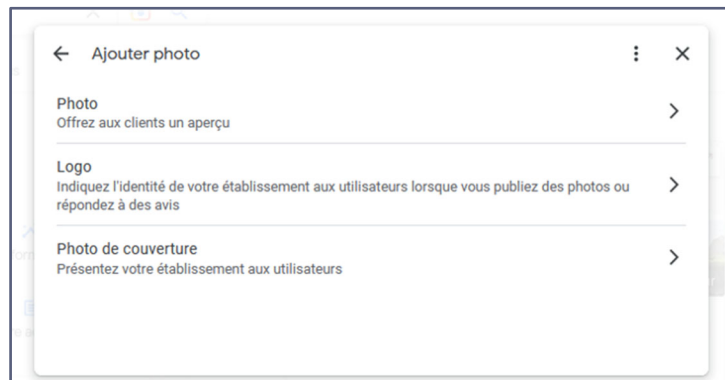 Ajouter photo
Photo
Offrez aux clients un aperçu
Logo
Indiquez l'identité de votre établissement aux utilisateurs lorsque vous publiez des photos ou
répondez à des avis
Photo de couverture
Présentez votre établissement aux utilisateurs